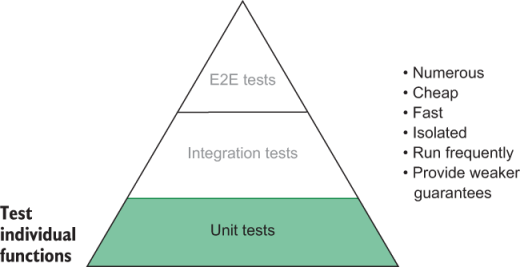 E2E tests
Integration tests
Unit tests
Test
individual
functions
• Numerous
• Cheap
• Fast
• Isolated
• Run frequently
• Provide weaker
guarantees